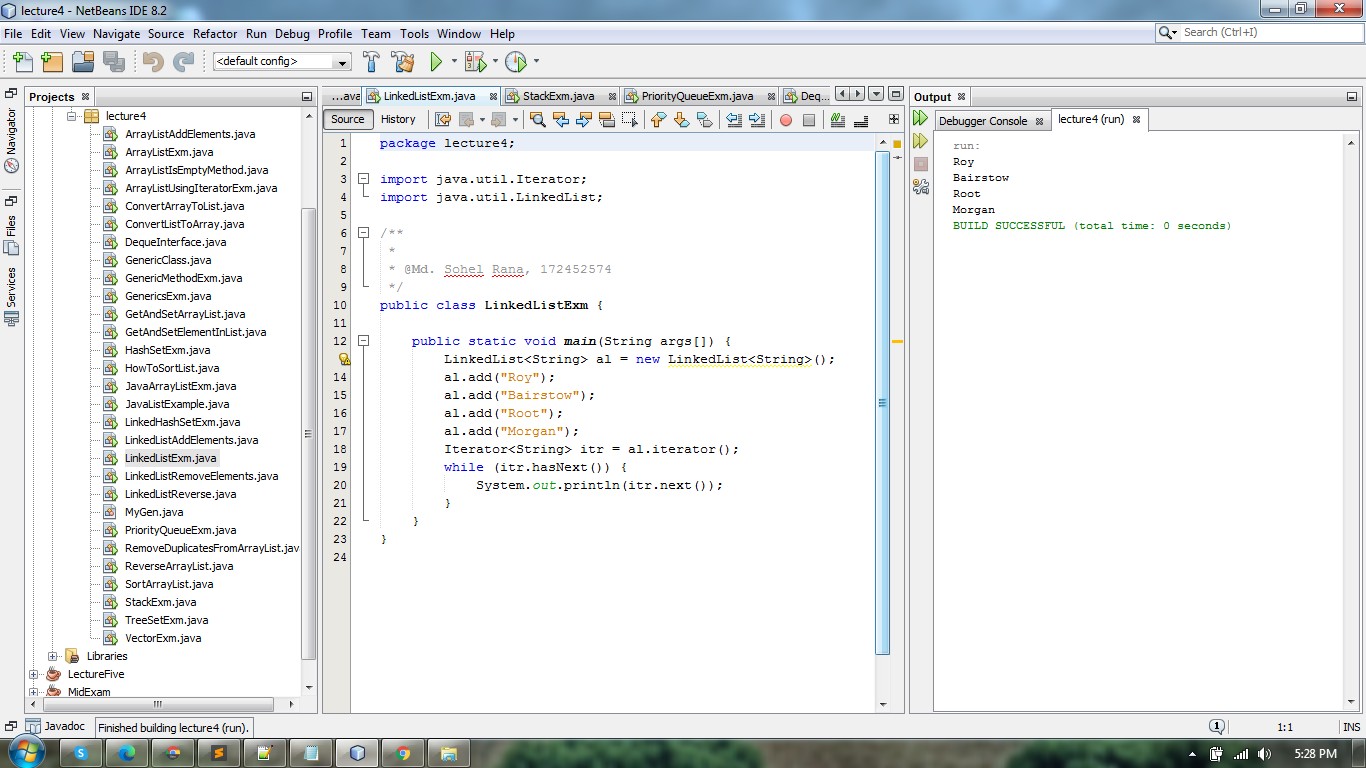 lecture4 - NetBeans IDE 8.2
File Edit View Navigate Source Refactor Run Debug Profile Team Tools Window Help
Search (Ctrl+I)
<default config>
Navigator
Files
Services
Projects
lecture4
ArrayListAddElements.java
ArrayListExm.java
ArrayListIsEmptyMethod.java
ArrayListUsingIteratorExm.java
ConvertArrayToList.java
ConvertListToArray.java
DequeInterface.java
GenericClass.java
GenericMethodExm.java
GenericsExm.java
GetAndSetArrayList.java
GetAndSetElementInList.java
HashSetExm.java
HowToSortList.java
JavaArrayListExm.java
JavaListExample.java
LinkedHashSetExm.java
LinkedListAddElements.java
LinkedListExm.java
LinkedListRemoveElements.java
LinkedListReverse.java
MyGen.java
PriorityQueueExm.java
RemoveDuplicatesFromArrayList.jav
ReverseArrayList.java
SortArrayList.java
StackExm.java
TreeSetExm.java
VectorExm.java
Libraries
LectureFive
MidExam
...ava LinkedListExm.java StackExm.java PriorityQueueExm.java Deq...
Source History
1 package lecture4;
2
3 import java.util.Iterator;
4 import java.util.LinkedList;
5
6 /**
7 *
8 * @Md. Sohel Rana, 172452574
9 */
10 public class LinkedListExm {
11
12 public static void main(String args[]) {
LinkedList<String> al = new LinkedList<String>();
14 al.add("Roy");
15 al.add("Bairstow");
16 al.add("Root");
17 al.add("Morgan");
18 Iterator<String> itr = al.iterator();
19 while (itr.hasNext()) {
20 System.out.println(itr.next());
21 }
22 }
23 }
24
Output
Debugger Console lecture4 (run)
run:
Roy
Bairstow
Root
Morgan
BUILD SUCCESSFUL (total time: 0 seconds)
Javadoc Finished building lecture4 (run).
1 1:1 INS
5:28 PM